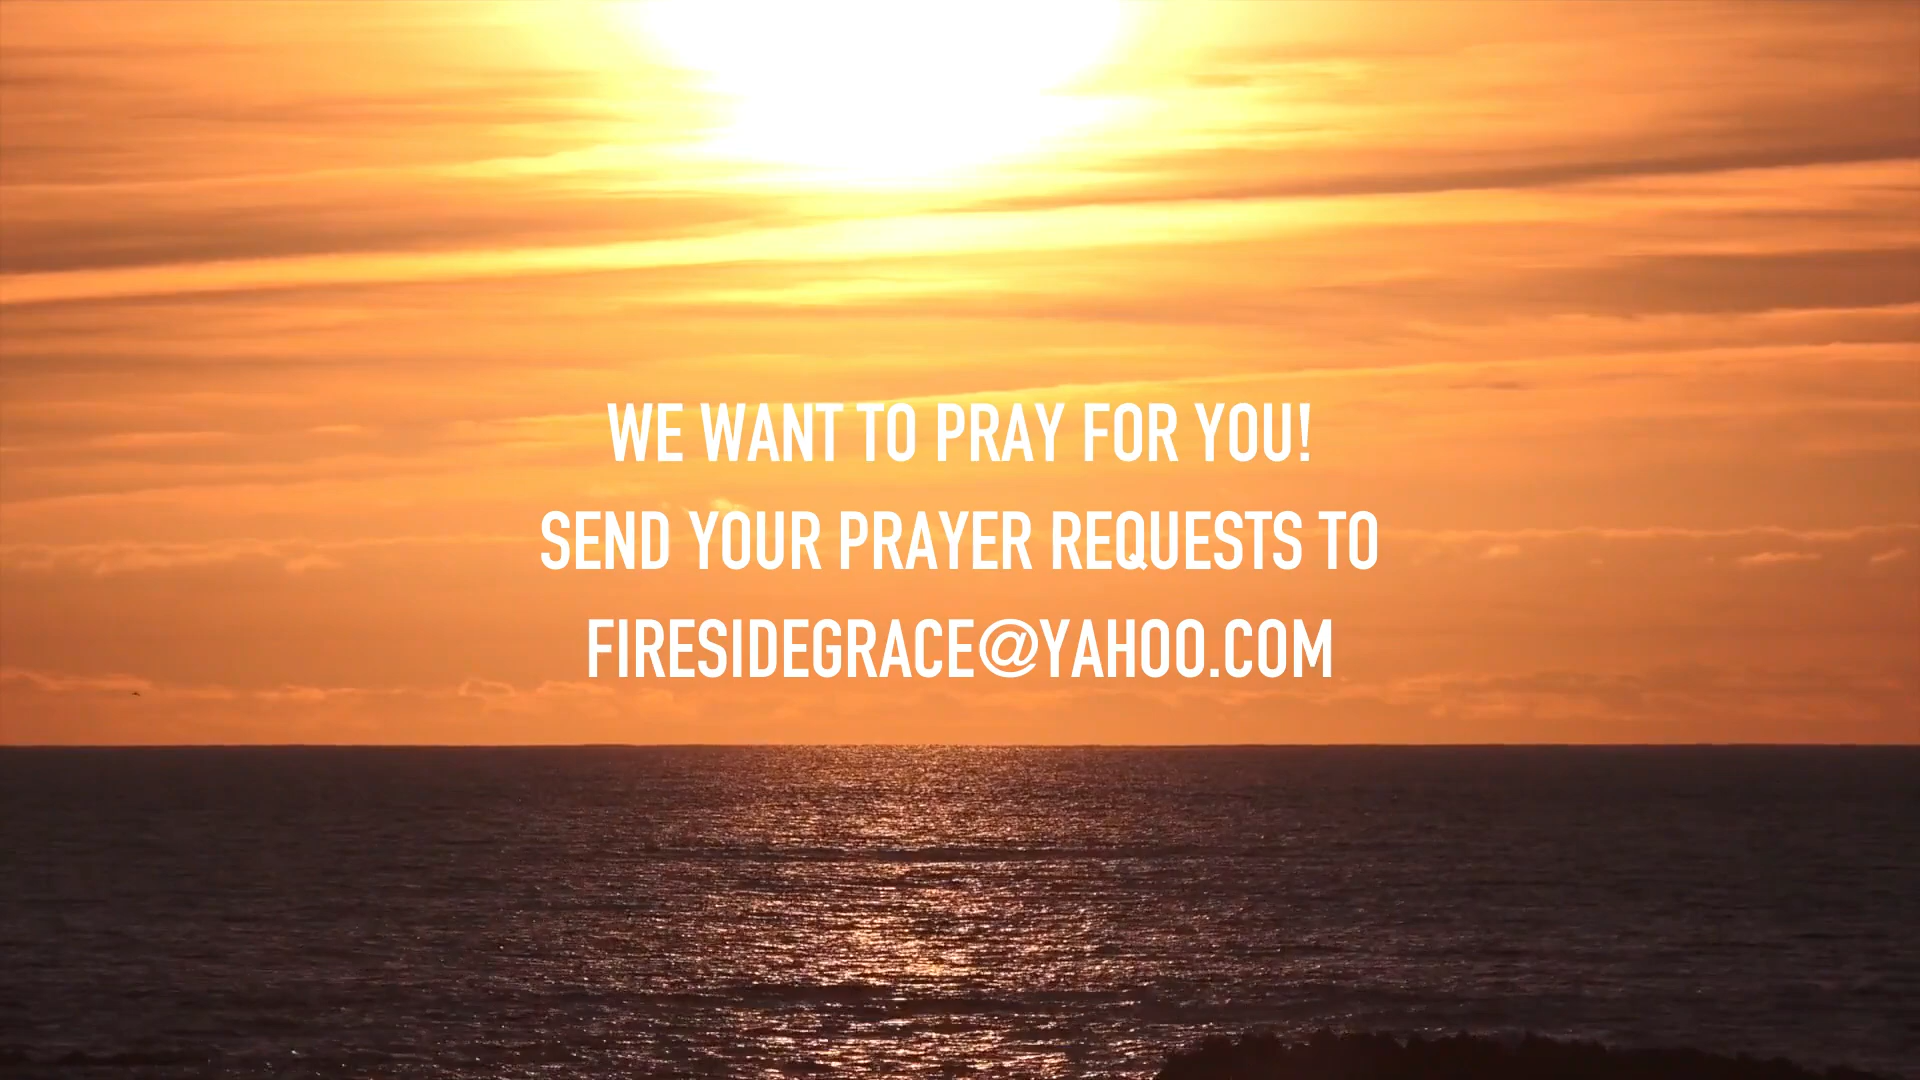 WE WANT TO PRAY FOR YOU!
SEND YOUR PRAYER REQUESTS TO
FIRESIDEGRACE@YAHOO.COM